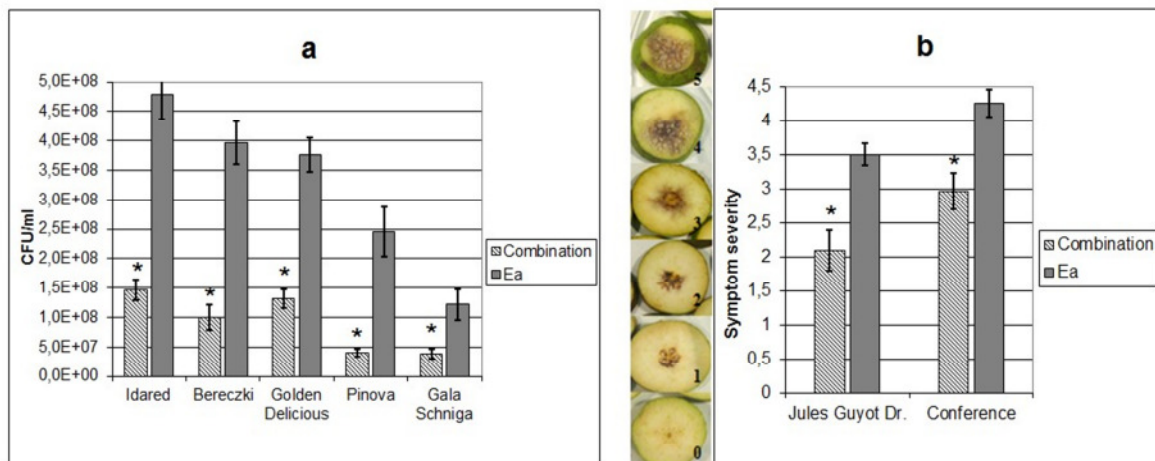 a
5,0E+08
4,5E+08
4,0E+08
3,5E+08
3,0E+08
2,5E+08
2,0E+08
1,5E+08
1,0E+08
5,0E+07
0,0E+00
CFU/ml
* * * * *
Idared Bereczki Golden Pinova Gala
Delicious Schniga
Combination
Ea
5
4
3
2
1
0
b
4,5
4
3,5
3
2,5
2
1,5
1
0,5
0
Symptom severity
* *
Jules Guyot Dr. Conference
Combination
Ea